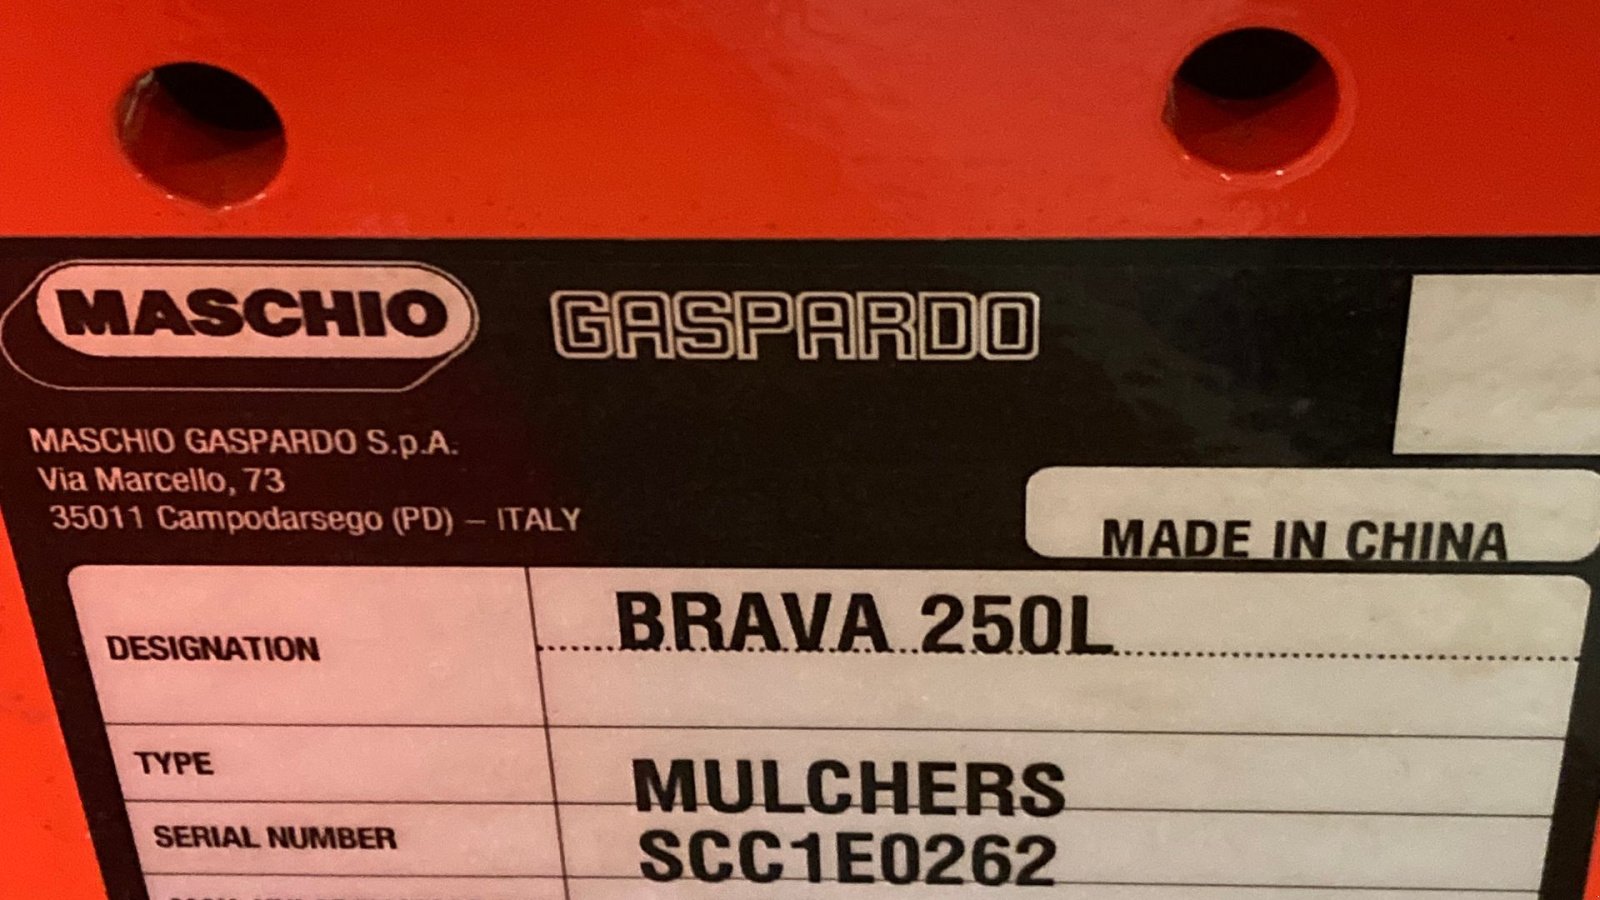 MASCHIO GASPARDO
MASCHIO GASPARDO S.p.A.
Via Marcello, 73
35011 Campodarsego (PD) – ITALY
MADE IN CHINA
DESIGNATION BRAVA 250L
TYPE MULCHERS
SERIAL NUMBER SCC1E0262